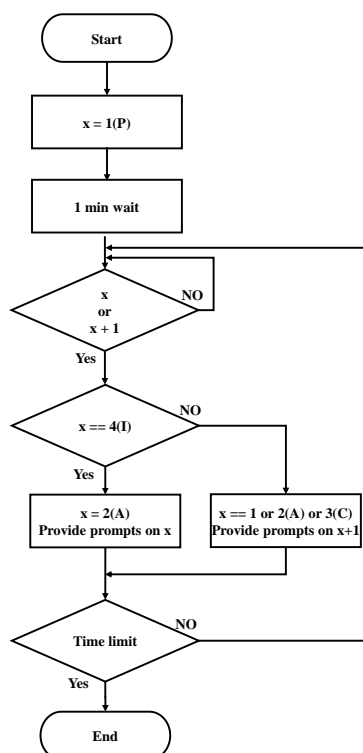 Start
x = 1(P)
1 min wait
x
or
x + 1
NO
Yes
x == 4(I)
NO
Yes
x = 2(A)
Provide prompts on x
x == 1 or 2(A) or 3(C)
Provide prompts on x+1
Time limit
NO
Yes
End